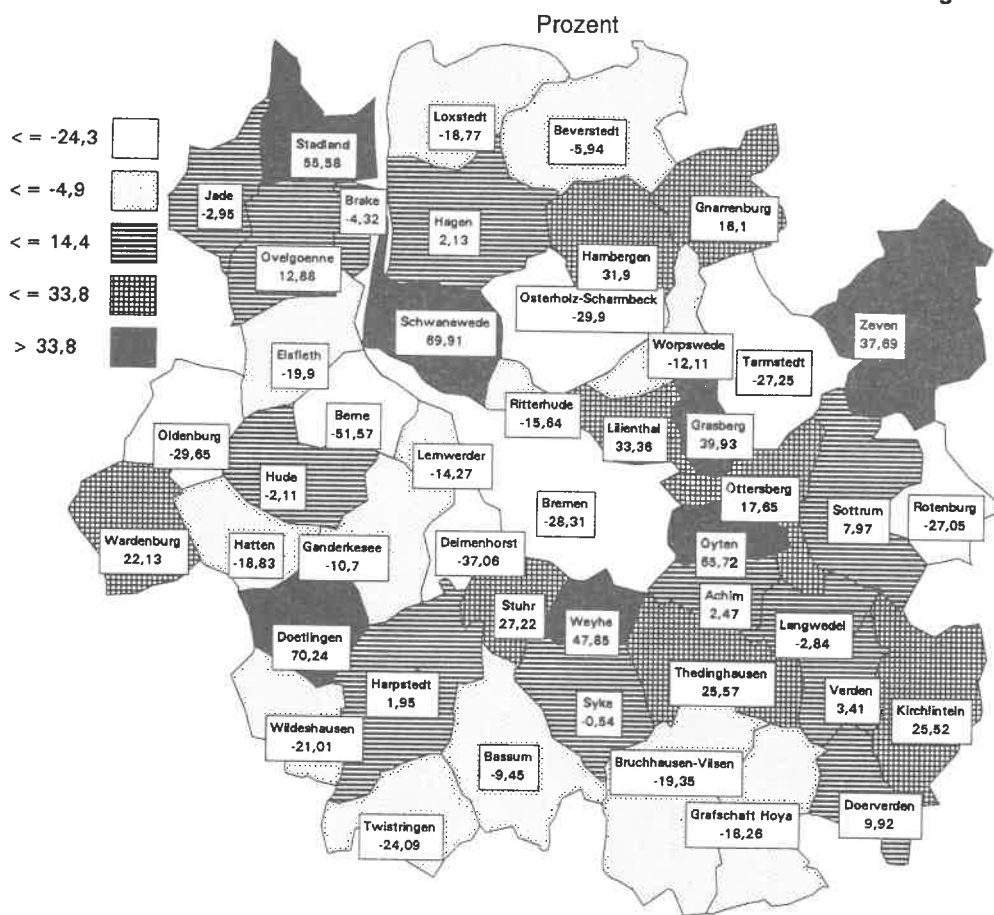 g
Prozent
< = -24,3
< = -4,9
< = 14,4
< = 33,8
> 33,8
Loxstedt
-18,77
Beverstedt
-5,94
Stadland
55,58
Jade
-2,95
Brake
-4,32
Hagen
2,13
Gnarrenburg
16,1
Ovelgoenne
12,88
Hambergen
31,9
Osterholz-Scharmbeck
-29,9
Schwanewede
69,91
Zeven
37,69
Elsfleth
-19,9
Worpswede
-12,11
Tarmstedt
-27,25
Berne
-51,57
Ritterhude
-15,64
Lilienthal
33,36
Grasberg
39,93
Oldenburg
-29,65
Lemwerder
-14,27
Hude
-2,11
Ottersberg
17,65
Bremen
-28,31
Sottrum
7,97
Rotenburg
-27,05
Wardenburg
22,13
Hatten
-18,83
Ganderkesee
-10,7
Delmenhorst
-37,06
Oyten
65,72
Achim
2,47
Stuhr
27,22
Weyhe
47,85
Langwedel
-2,84
Doetlingen
70,24
Harpstedt
1,95
Syke
-0,54
Thedinghausen
25,57
Verden
3,41
Kirchlinteln
25,52
Wildeshausen
-21,01
Bassum
-9,45
Bruchhausen-Vilsen
-19,35
Grafschaft Hoya
-18,26
Doerverden
9,92
Twistringen
-24,09